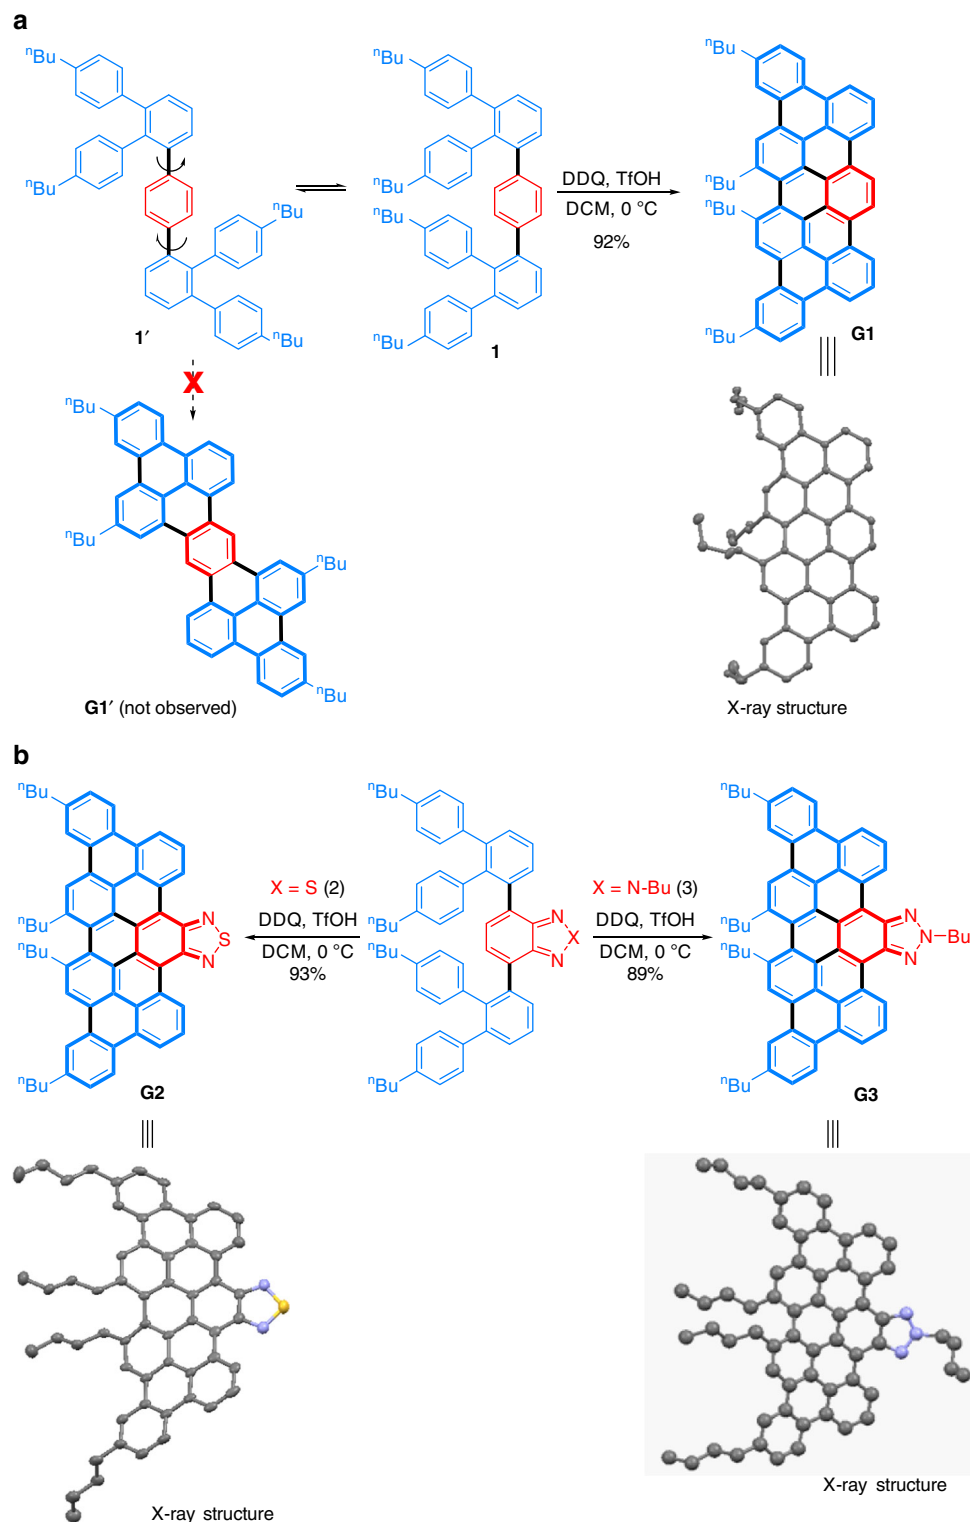 a
nBu
nBu
nBu
nBu
1′
nBu
nBu
nBu
nBu
1
DDQ, TfOH
DCM, 0 °C
92%
nBu
nBu
nBu
nBu
G1
X
nBu
nBu
nBu
nBu
G1′ (not observed)
X-ray structure
b
nBu
nBu
nBu
nBu
N
S
N
G2
X = S (2)
DDQ, TfOH
DCM, 0 °C
93%
nBu
nBu
nBu
nBu
N
X
N
X = N-Bu (3)
DDQ, TfOH
DCM, 0 °C
89%
nBu
nBu
nBu
nBu
N
N
Bu
N
G3
X-ray structure
X-ray structure